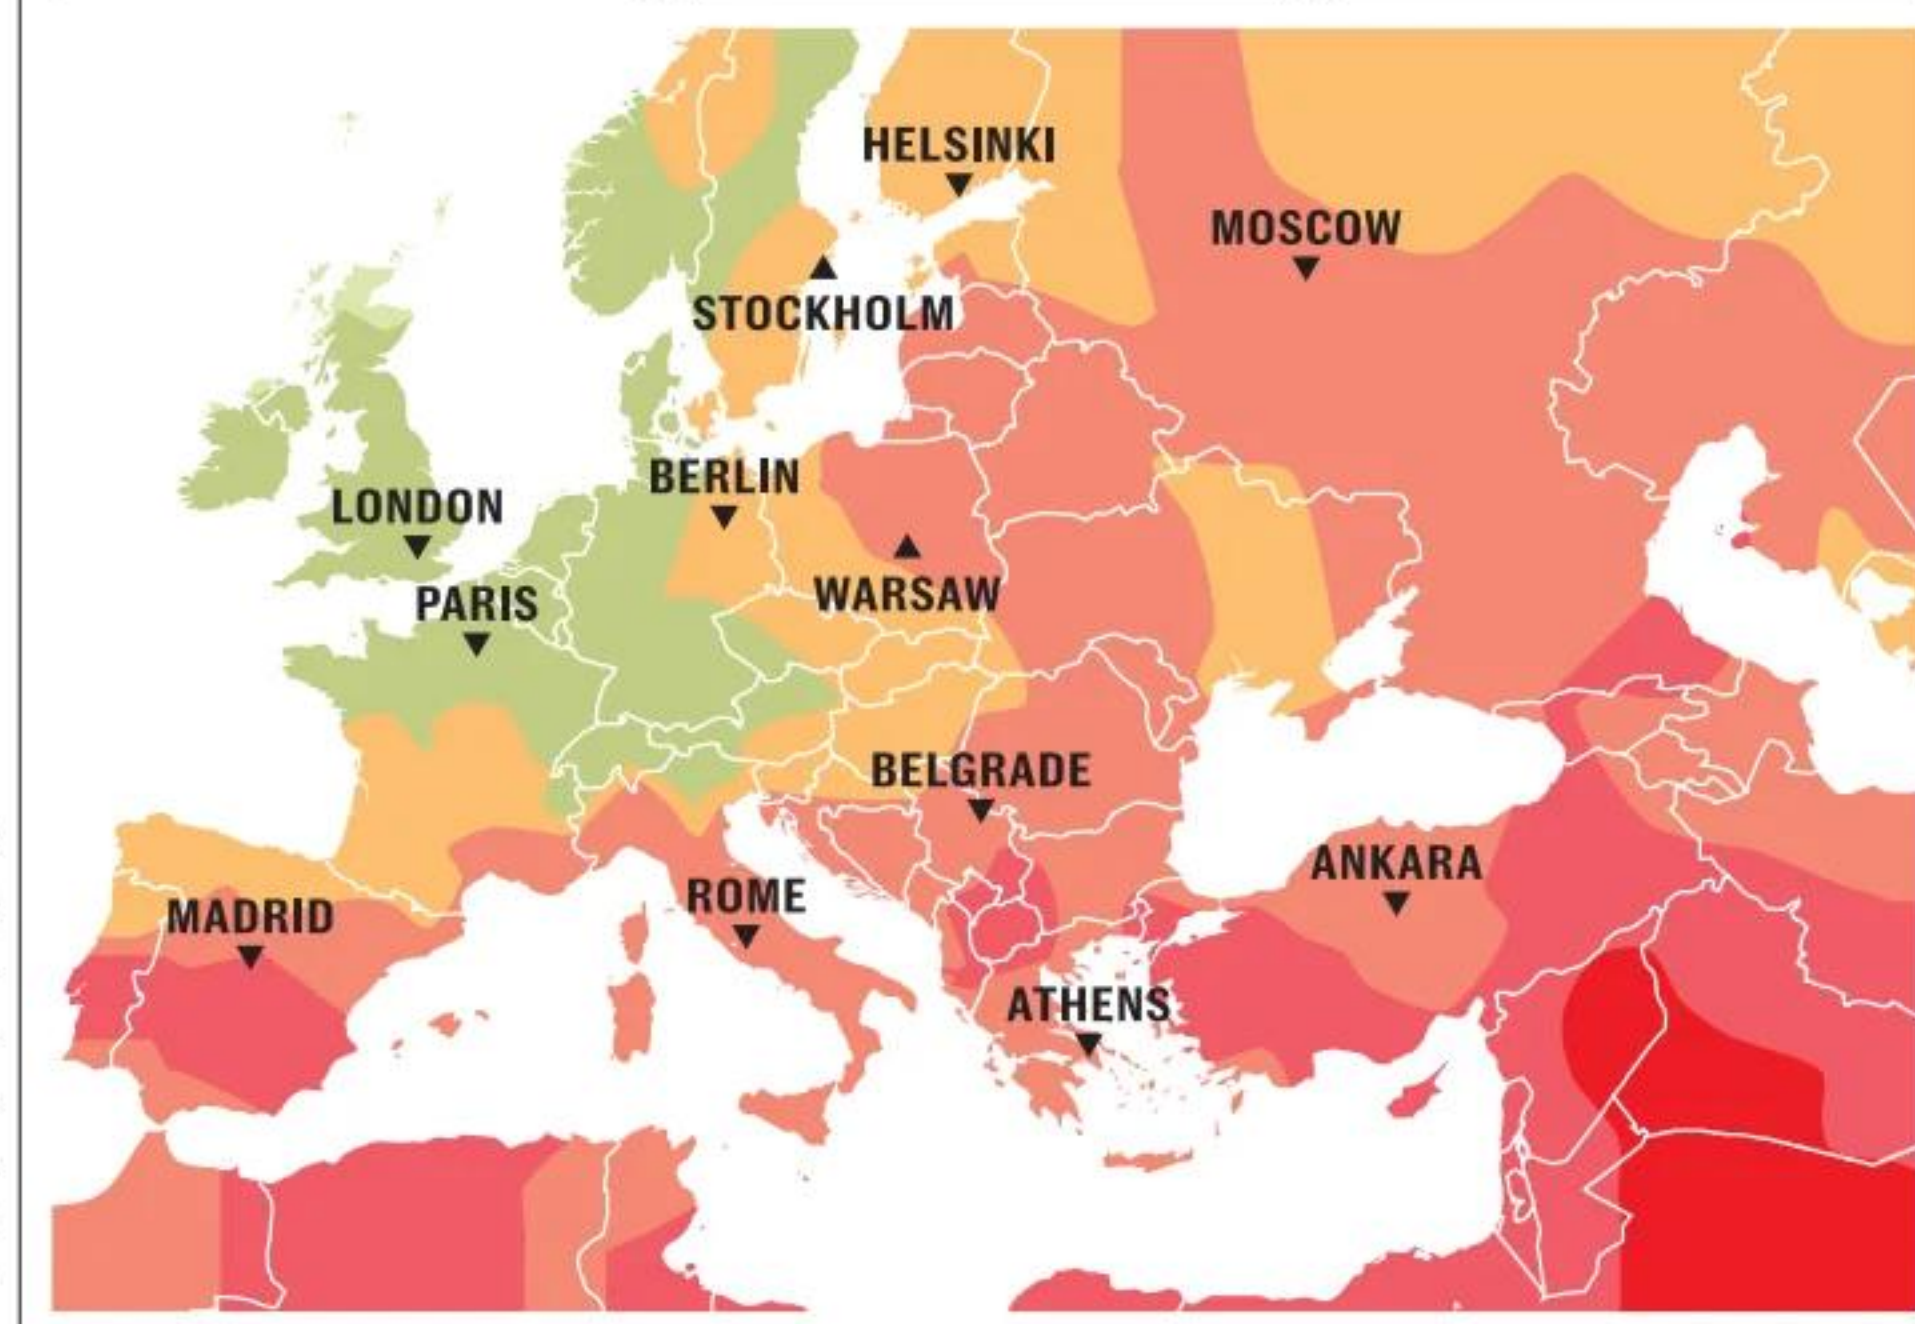 HELSINKI
MOSCOW
STOCKHOLM
BERLIN
LONDON
WARSAW
PARIS
BELGRADE
ANKARA
ROME
MADRID
ATHENS